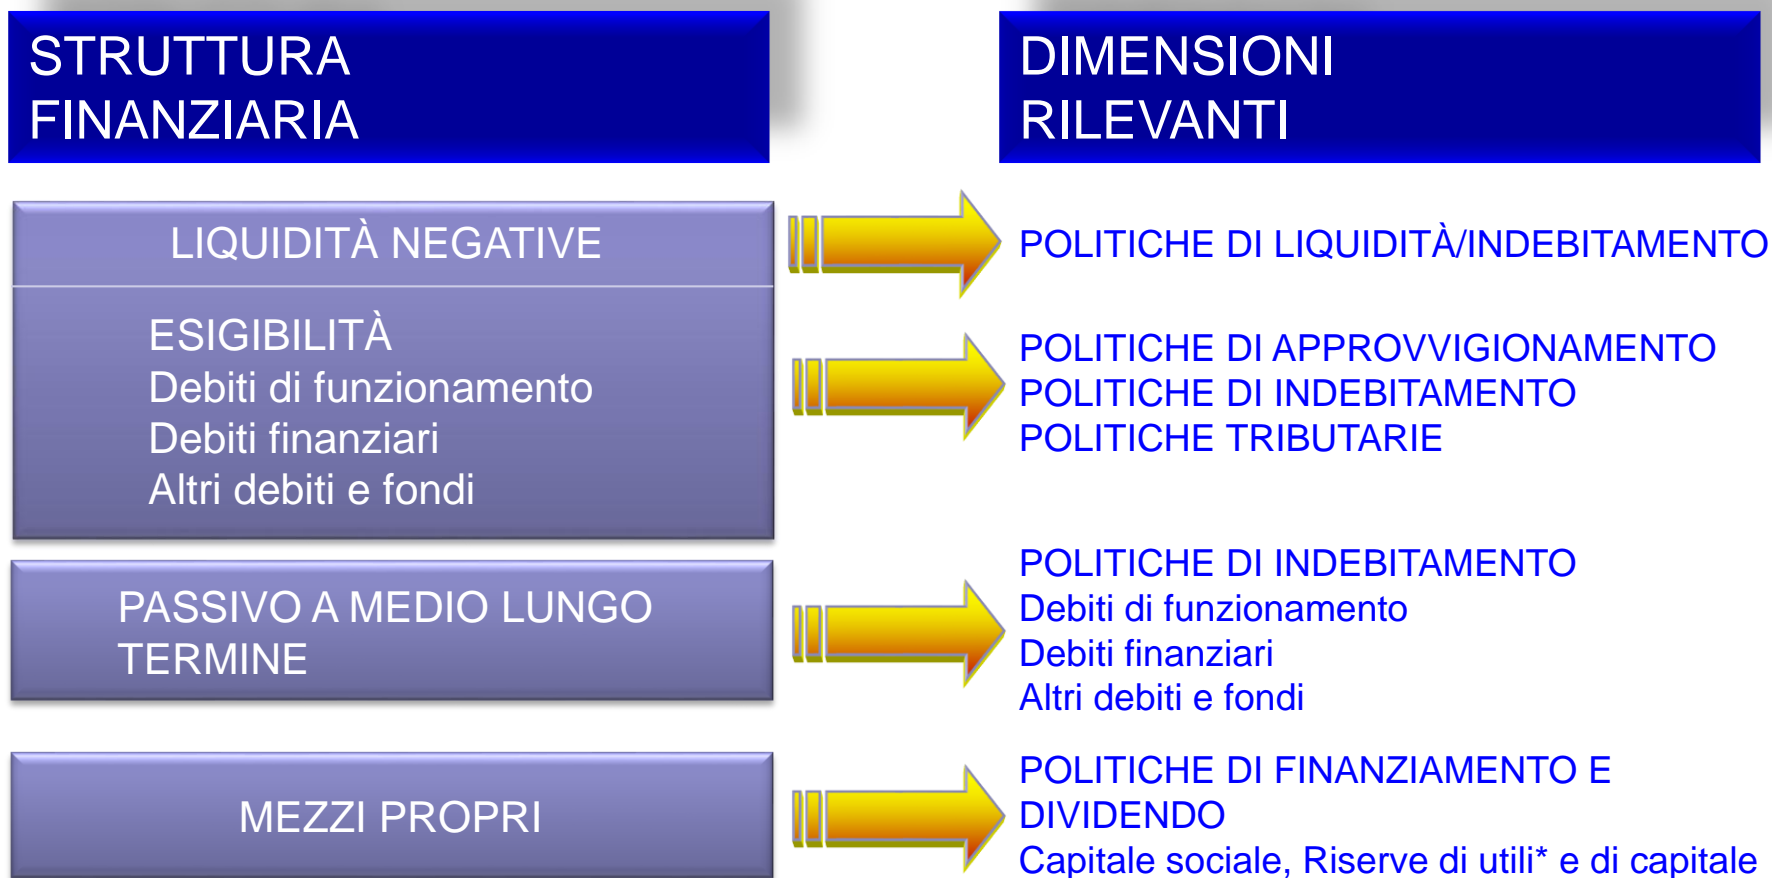 STRUTTURA
FINANZIARIA
DIMENSIONI
RILEVANTI
LIQUIDITÀ NEGATIVE
POLITICHE DI LIQUIDITÀ/INDEBITAMENTO
ESIGIBILITÀ
Debiti di funzionamento
Debiti finanziari
Altri debiti e fondi
POLITICHE DI APPROVVIGIONAMENTO
POLITICHE DI INDEBITAMENTO
POLITICHE TRIBUTARIE
PASSIVO A MEDIO LUNGO
TERMINE
POLITICHE DI INDEBITAMENTO
Debiti di funzionamento
Debiti finanziari
Altri debiti e fondi
MEZZI PROPRI
POLITICHE DI FINANZIAMENTO E
DIVIDENDO
Capitale sociale, Riserve di utili* e di capitale